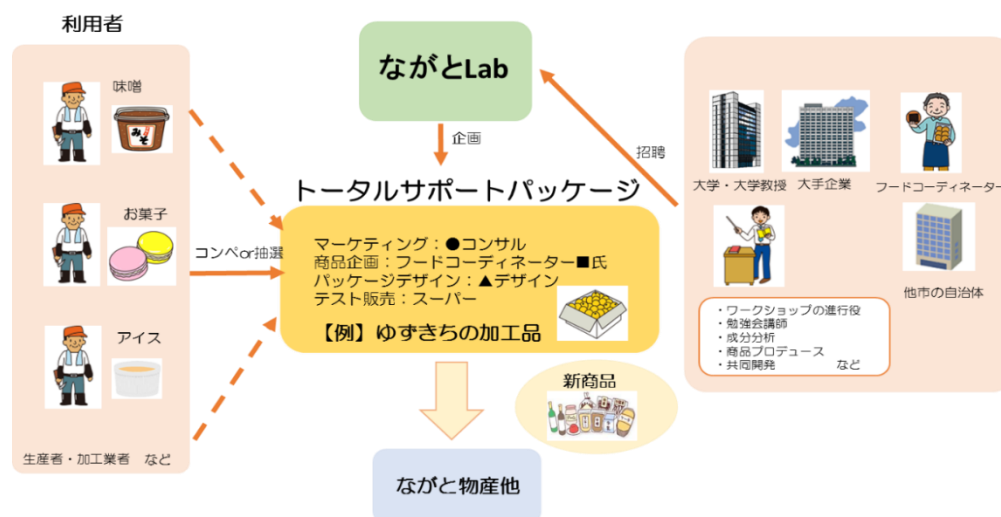 利用者
味噌
みそ
お菓子
アイス
生産者・加工業者　など
コンペor抽選
ながとLab
企画
招聘
トータルサポートパッケージ
マーケティング：●コンサル
商品企画：フードコーディネーター■氏
パッケージデザイン：▲デザイン
テスト販売：スーパー
【例】ゆずきちの加工品
新商品
ながと物産他
大学・大学教授
大手企業
フードコーディネーター
他市の自治体
・ワークショップの進行役
・勉強会講師
・成分分析
・商品プロデュース
・共同開発　　など